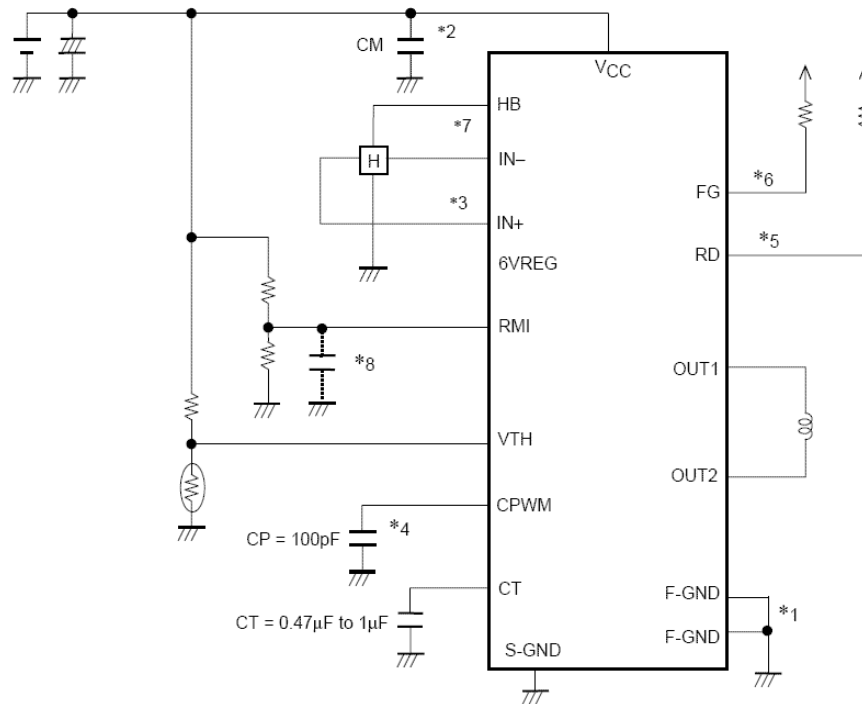 CM
*2
VCC
HB
*7
H
IN–
*3
IN+
6VREG
FG
*6
RD
*5
RMI
*8
OUT1
VTH
OUT2
CPWM
CP = 100pF
*4
CT
CT = 0.47μF to 1μF
F-GND
*1
F-GND
S-GND